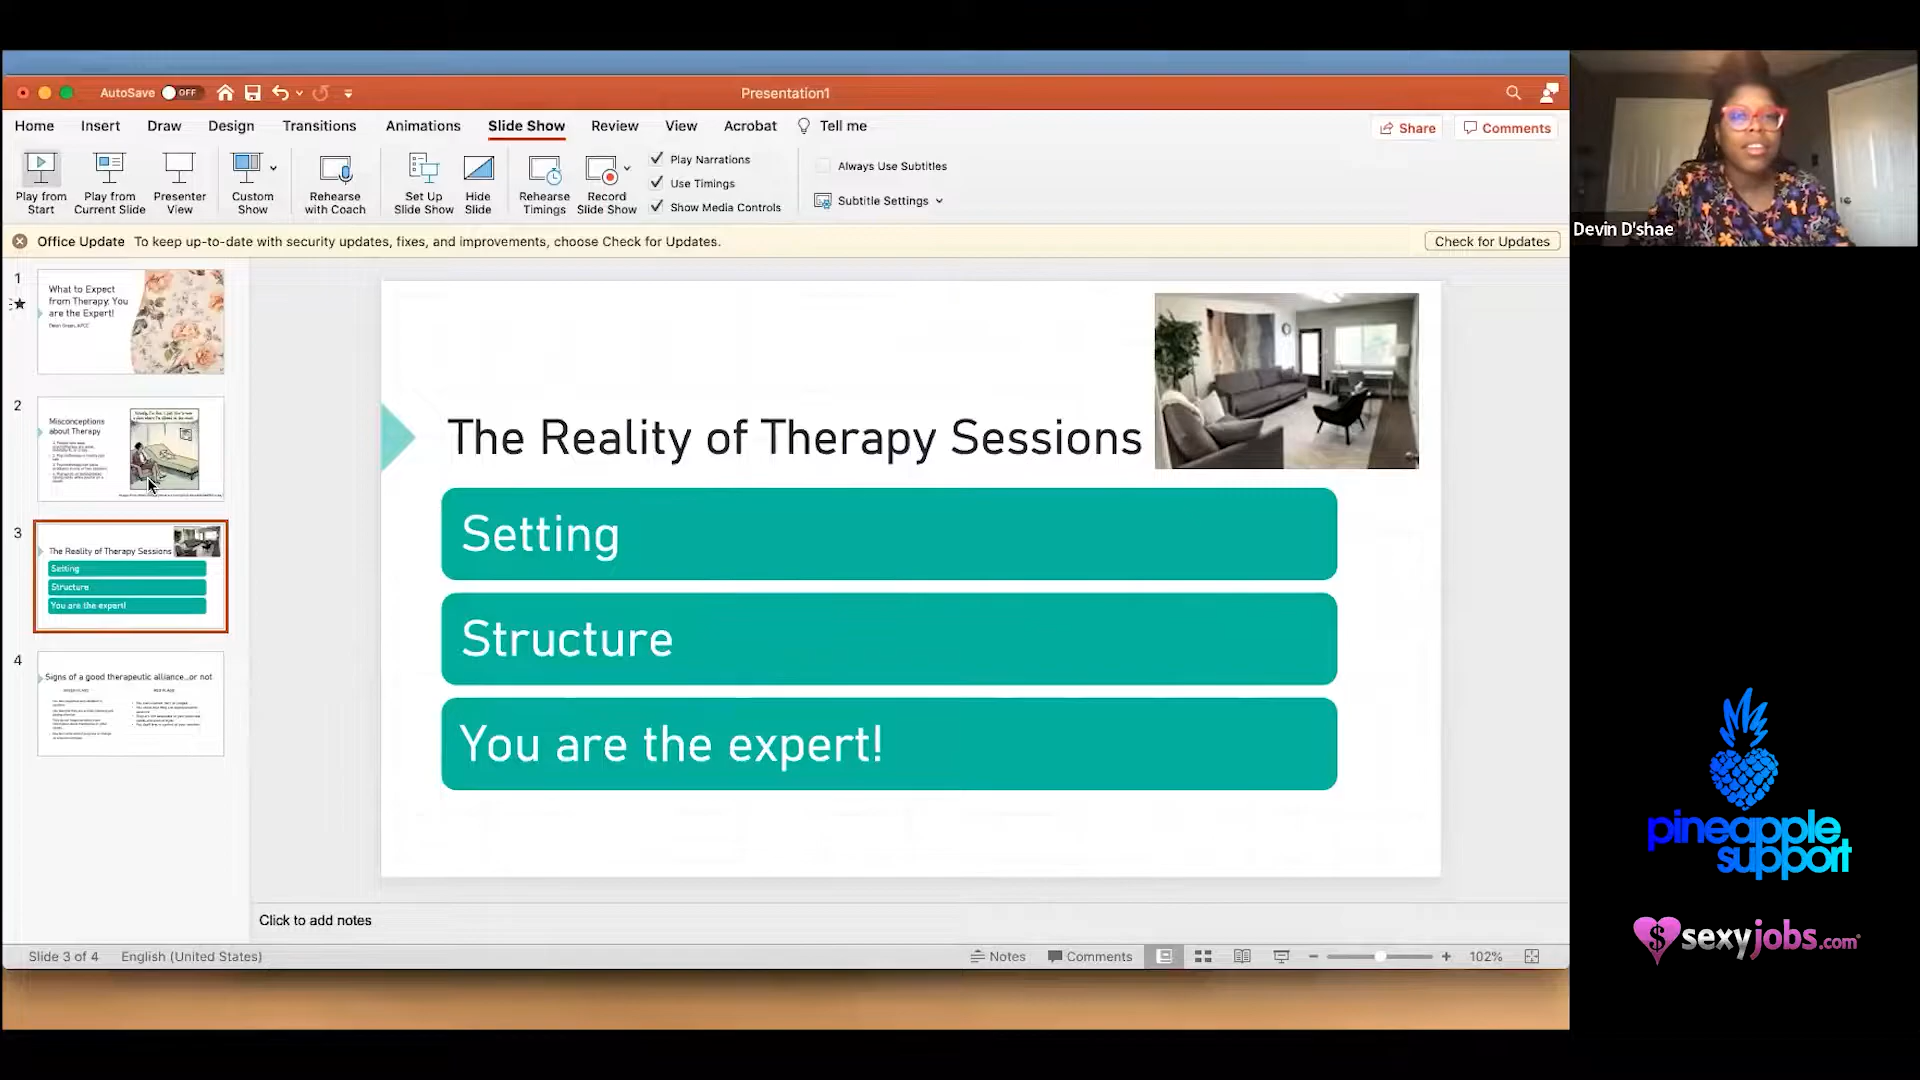 AutoSave OFF
Presentation1
Home Insert Draw Design Transitions Animations Slide Show Review View Acrobat Tell me
Share Comments
Play from Start
Play from Current Slide
Presenter View
Custom Show
Rehearse with Coach
Set Up Slide Show
Hide Slide
Rehearse Timings
Record Slide Show
Play Narrations
Use Timings
Show Media Controls
Always Use Subtitles
Subtitle Settings
Office Update To keep up-to-date with security updates, fixes, and improvements, choose Check for Updates.
Check for Updates
Devin D'shae
1
What to Expect
from Therapy. You
are the Expert!
2
Misconceptions
about Therapy
3
The Reality of Therapy Sessions
Setting
Structure
You are the expert!
4
Signs of a good therapeutic alliance...or not
The Reality of Therapy Sessions
Setting
Structure
You are the expert!
Click to add notes
Slide 3 of 4 English (United States)
Notes Comments 102%
pineapple
support
$ sexyjobs.com